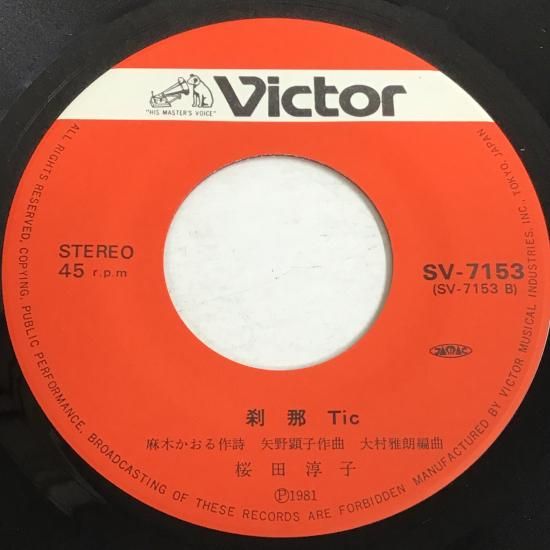 "HIS MASTER'S VOICE"
Victor
STEREO
45 r.p.m
SV-7153
(SV-7153 B)
JASRAC
刹那 Tic
麻木かおる作詩 矢野顕子作曲 大村雅朗編曲
桜田淳子
Ⓟ1981
ALL RIGHTS RESERVED, COPYING, PUBLIC PERFORMANCE, BROADCASTING OF THESE RECORDS ARE FORBIDDEN MANUFACTURED BY VICTOR MUSICAL INDUSTRIES, INC. TOKYO, JAPAN